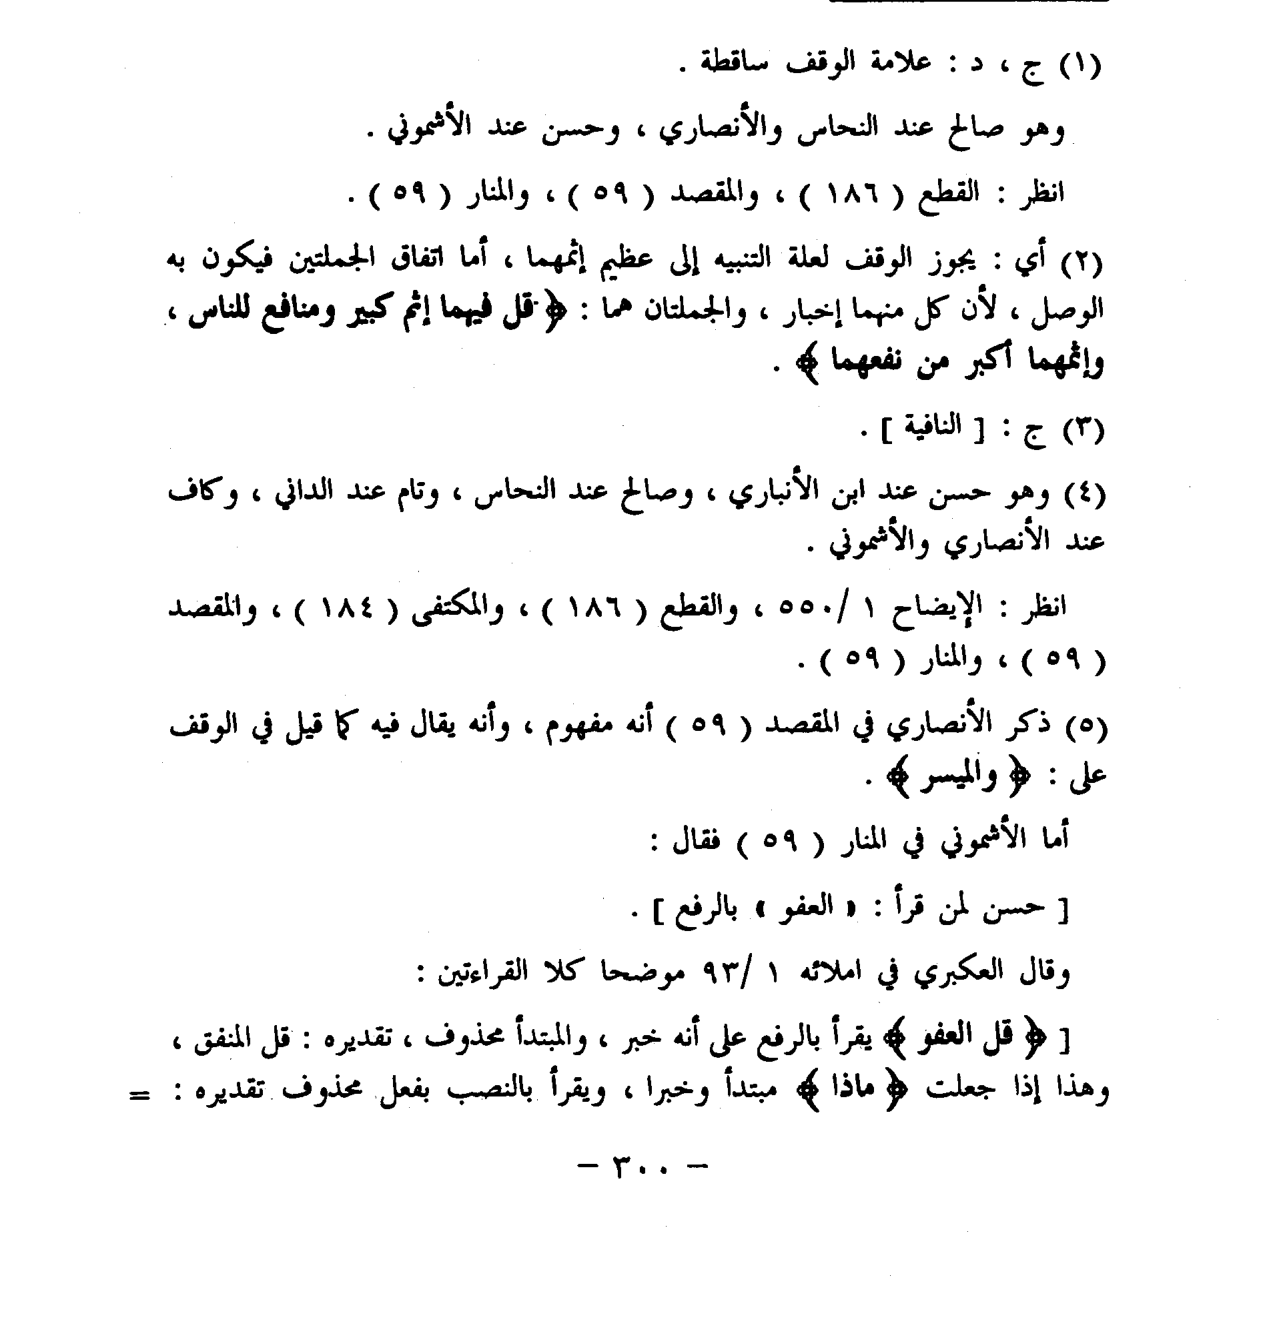 (١) ج ، د : علامة الوقف ساقطة .
وهو صالح عند النحاس والأنصاري ، وحسن عند الأشموني .
انظر : القطع ( ١٨٦ ) ، والمقصد ( ٥٩ ) ، والمنار ( ٥٩ ) .
(٢) أي : يجوز الوقف لعلة التنبيه إلى عظيم إثمهما ، أما اتفاق الجملتين فيكون به
الوصل ، لأن كل منهما إخبار ، والجملتان هما : ﴿ قل فيهما إثم كبير ومنافع للناس ،
وإثمهما أكبر من نفعهما ﴾ .
(٣) ج : [ النافية ] .
(٤) وهو حسن عند ابن الأنباري ، وصالح عند النحاس ، وتام عند الداني ، وكاف
عند الأنصاري والأشموني .
انظر : الإيضاح ١ /٥٥٠ ، والقطع ( ١٨٦ ) ، والمكتفى ( ١٨٤ ) ، والمقصد
( ٥٩ ) ، والمنار ( ٥٩ ) .
(٥) ذكر الأنصاري في المقصد ( ٥٩ ) أنه مفهوم ، وأنه يقال فيه كما قيل في الوقف
على : ﴿ والميسر ﴾ .
أما الأشموني في المنار ( ٥٩ ) فقال :
[ حسن لمن قرأ : « العفو » بالرفع ] .
وقال العكبري في املائه ١ /٩٣ موضحا كلا القراءتين :
[ ﴿ قل العفو ﴾ يقرأ بالرفع على أنه خبر ، والمبتدأ محذوف ، تقديره : قل المنفق ،
وهذا إذا جعلت ﴿ ماذا ﴾ مبتدأ وخبرا ، ويقرأ بالنصب بفعل محذوف تقديره : =
— ٣٠٠ —